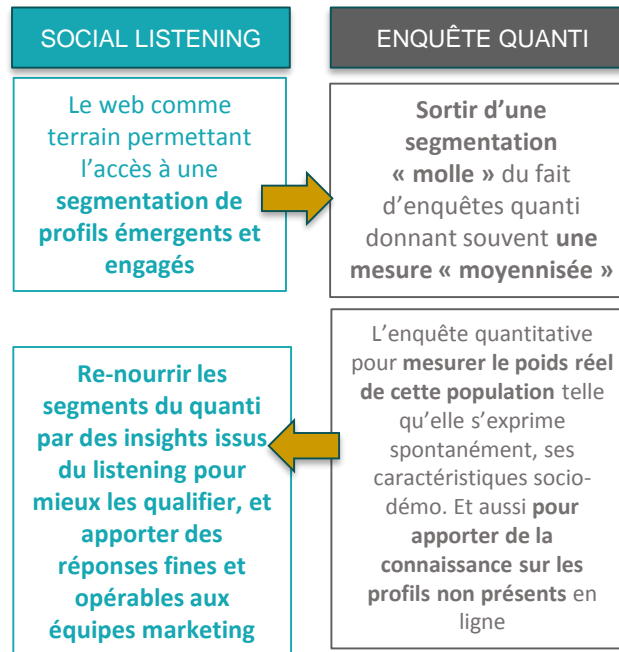 SOCIAL LISTENING
ENQUÊTE QUANTI
Le web comme
terrain permettant
l'accès à une
segmentation de
profils émergents et
engagés
Sortir d'une
segmentation
« molle » du fait
d'enquêtes quanti
donnant souvent une
mesure « moyennisée »
Re-nourrir les
segments du quanti
par des insights issus
du listening pour
mieux les qualifier, et
apporter des
réponses fines et
opérables aux
équipes marketing
L'enquête quantitative
pour mesurer le poids réel
de cette population telle
qu'elle s'exprime
spontanément, ses
caractéristiques socio-
démo. Et aussi pour
apporter de la
connaissance sur les
profils non présents en
ligne